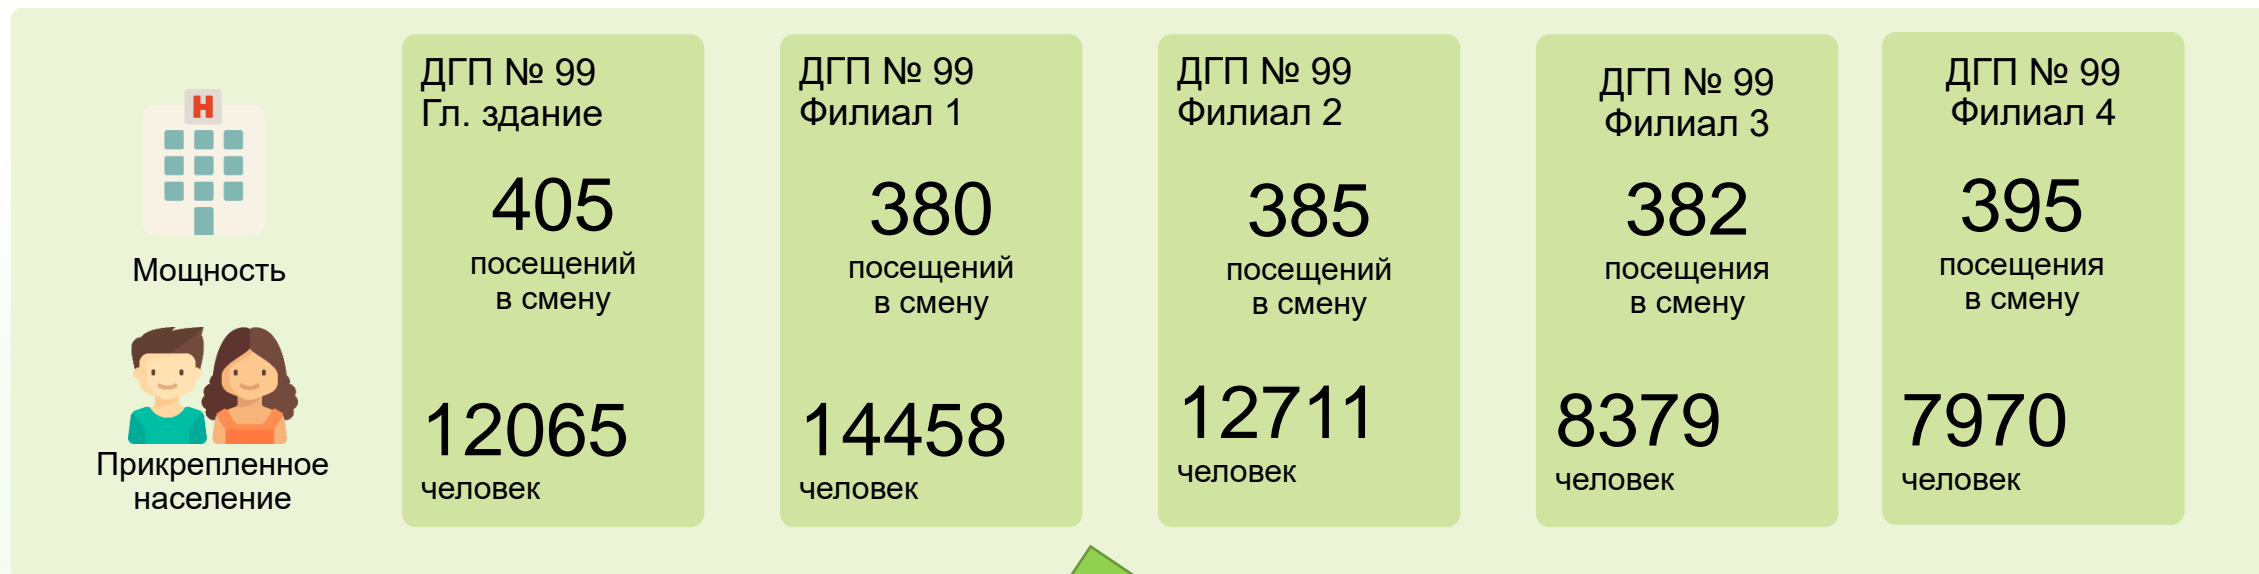 H
Мощность
Прикрепленное
население
ДГП № 99
Гл. здание
405
посещений
в смену
12065
человек
ДГП № 99
Филиал 1
380
посещений
в смену
14458
человек
ДГП № 99
Филиал 2
385
посещений
в смену
12711
человек
ДГП № 99
Филиал 3
382
посещения
в смену
8379
человек
ДГП № 99
Филиал 4
395
посещения
в смену
7970
человек